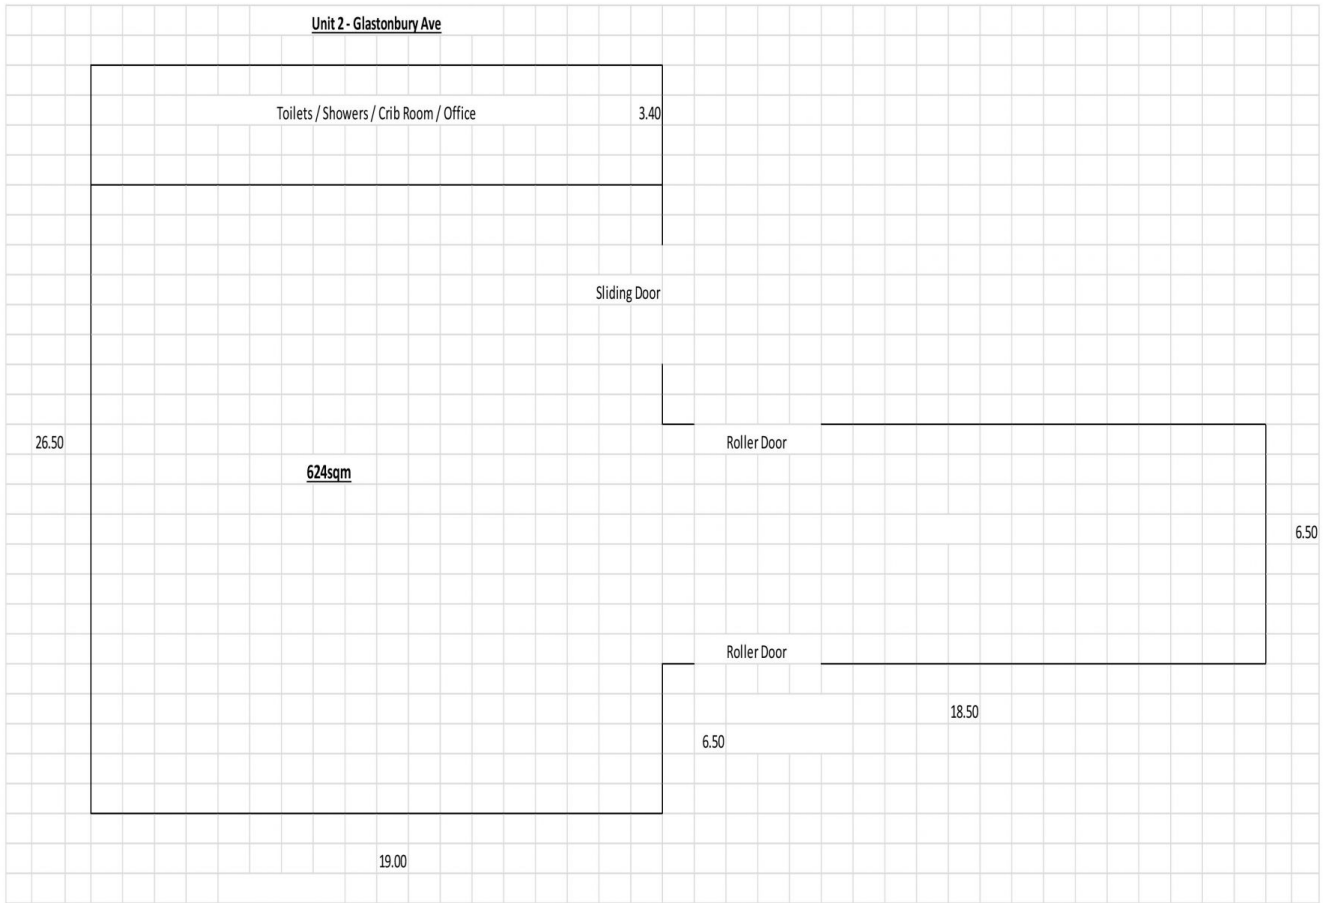 Unit 2 - Glastonbury Ave
Toilets / Showers / Crib Room / Office
3.40
Sliding Door
26.50
Roller Door
624sqm
6.50
Roller Door
18.50
6.50
19.00